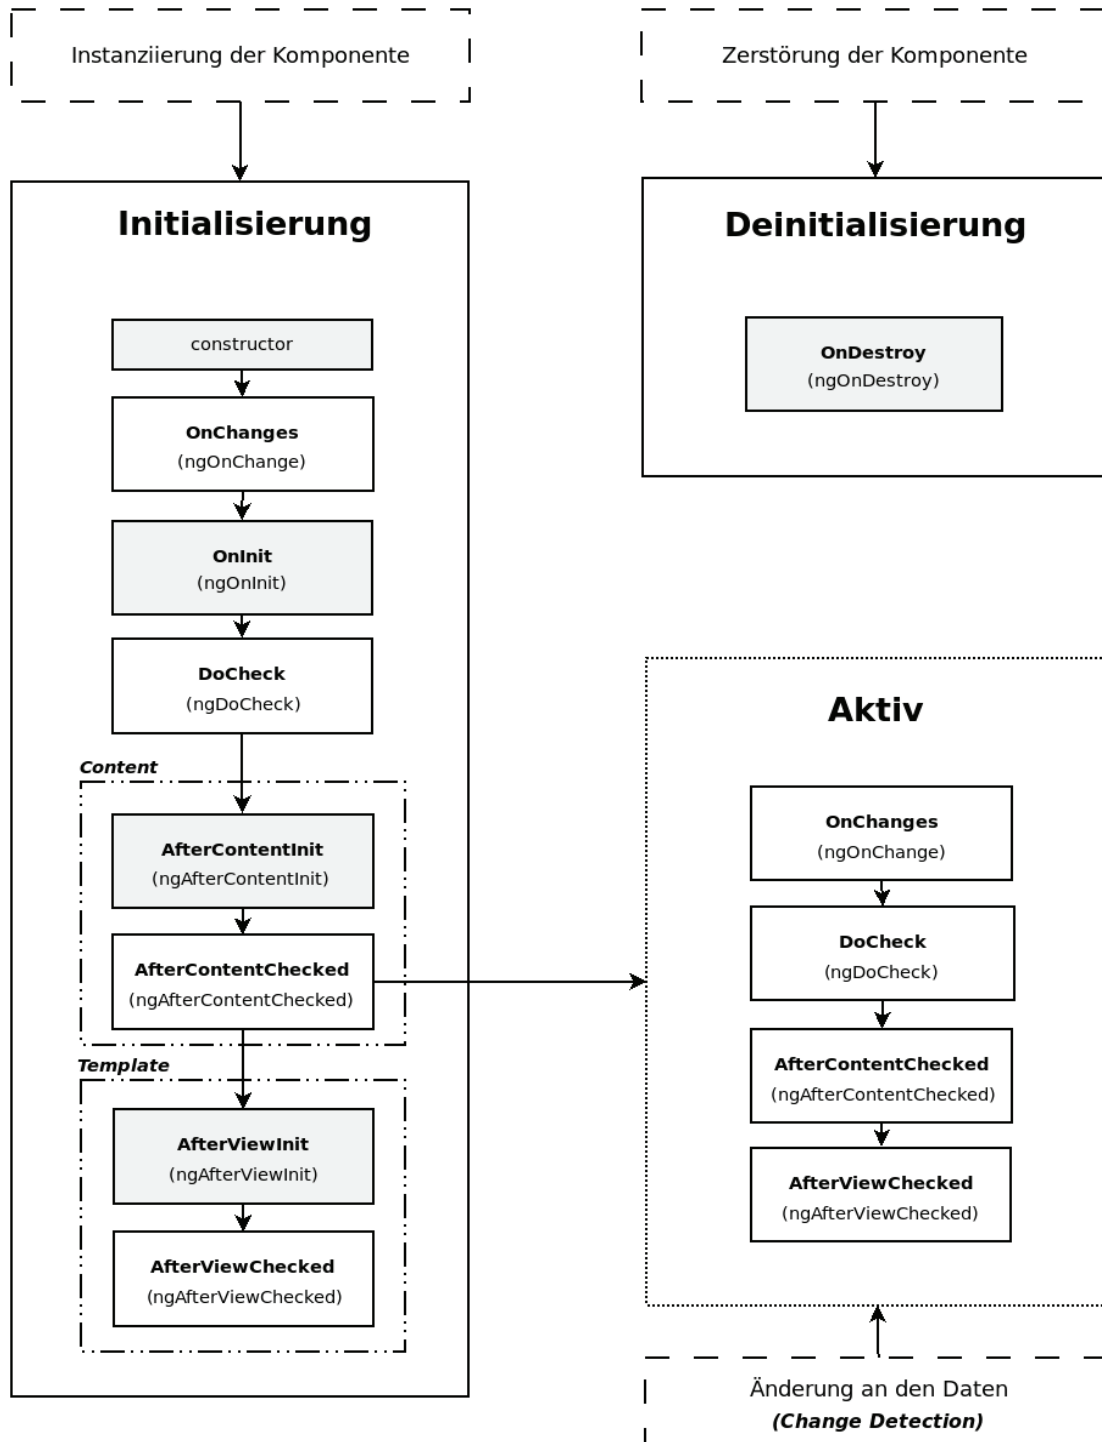 Instanziierung der Komponente
Initialisierung
constructor
OnChanges
(ngOnChange)
OnInit
(ngOnInit)
DoCheck
(ngDoCheck)
Content
AfterContentInit
(ngAfterContentInit)
AfterContentChecked
(ngAfterContentChecked)
Template
AfterViewInit
(ngAfterViewInit)
AfterViewChecked
(ngAfterViewChecked)
Zerstörung der Komponente
Deinitialisierung
OnDestroy
(ngOnDestroy)
Aktiv
OnChanges
(ngOnChange)
DoCheck
(ngDoCheck)
AfterContentChecked
(ngAfterContentChecked)
AfterViewChecked
(ngAfterViewChecked)
Änderung an den Daten
(Change Detection)